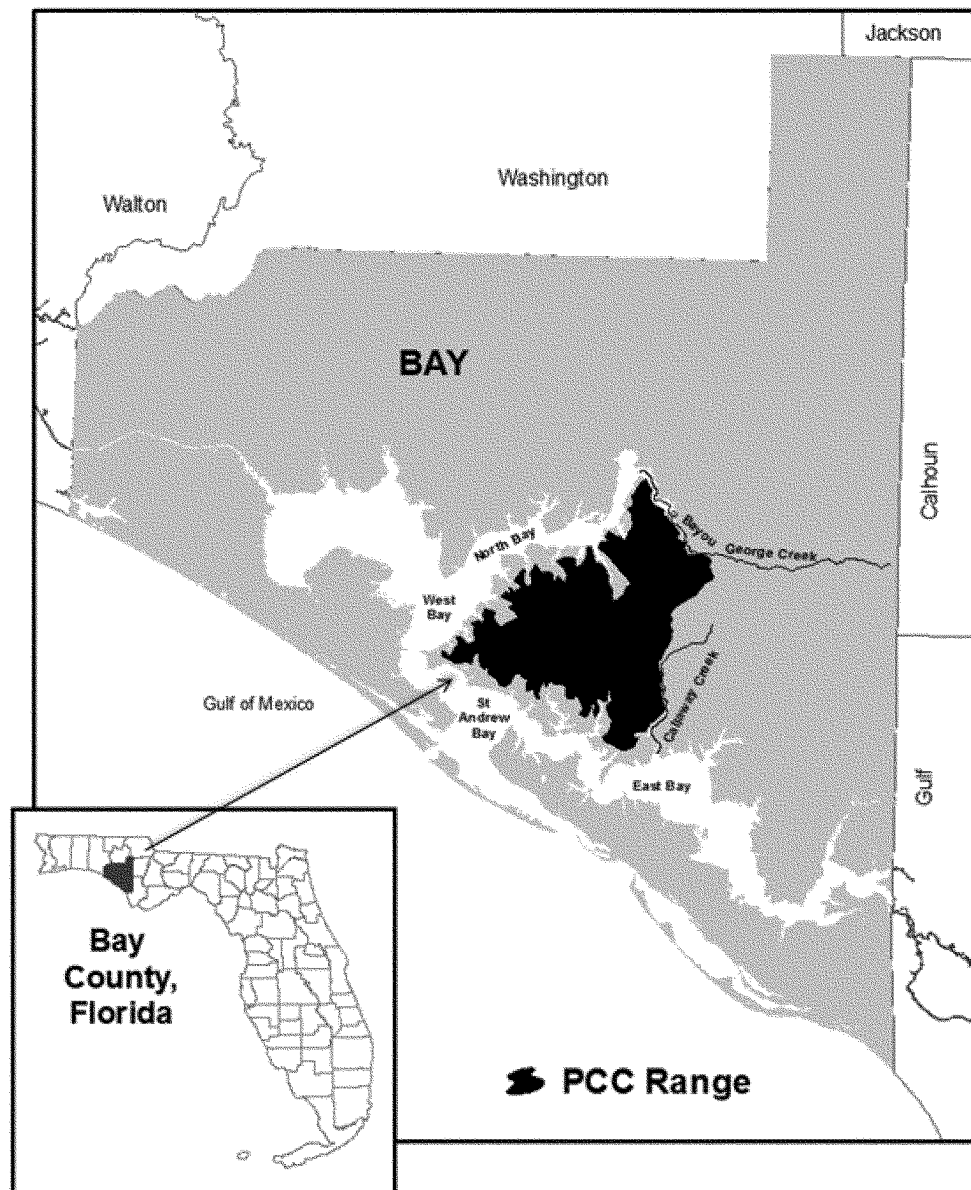 Jackson
Washington
Walton
BAY
Calhoun
Bayou
George Creek
North Bay
West
Bay
Callaway Creek
St
Andrew
Bay
Gulf of Mexico
East Bay
Gulf
Bay
County,
Florida
PCC Range